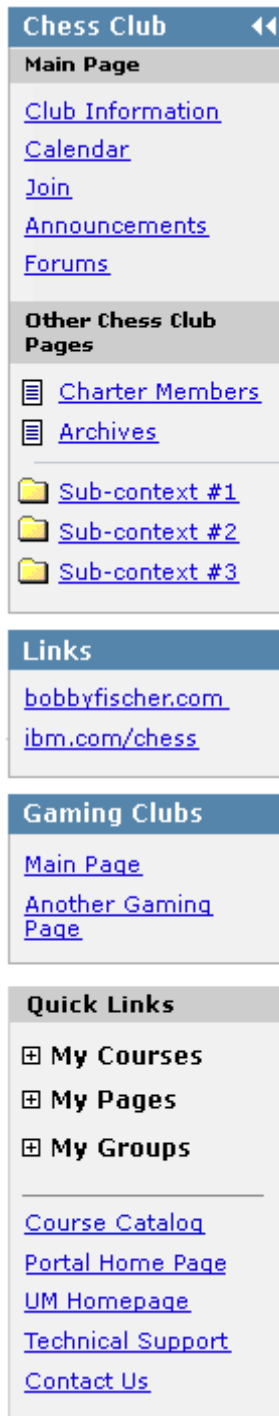 Chess Club
Main Page
Club Information
Calendar
Join
Announcements
Forums
Other Chess Club
Pages
Charter Members
Archives
Sub-context #1
Sub-context #2
Sub-context #3
Links
bobbyfischer.com
ibm.com/chess
Gaming Clubs
Main Page
Another Gaming
Page
Quick Links
My Courses
My Pages
My Groups
Course Catalog
Portal Home Page
UM Homepage
Technical Support
Contact Us